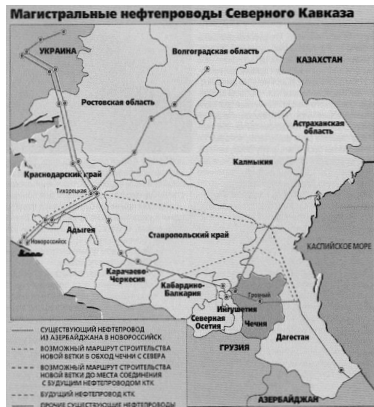 Магистральные нефтепроводы Северного Кавказа
УКРАИНА
Волгоградская область
КАЗАХСТАН
Ростовская область
Астраханская
область
Калмыкия
Краснодарский край
Тихорецкая
Адыгея
Новороссийск
Ставропольский край
КАСПИЙСКОЕ МОРЕ
Карачаево-
Черкесия
Кабардино-
Балкария
Грозный
Ингушетия
Северная
Осетия
Чечня
Дагестан
ГРУЗИЯ
АЗЕРБАЙДЖАН
СУЩЕСТВУЮЩИЙ НЕФТЕПРОВОД
ИЗ АЗЕРБАЙДЖАНА В НОВОРОССИЙСК
ВОЗМОЖНЫЙ МАРШРУТ СТРОИТЕЛЬСТВА
НОВОЙ ВЕТКИ В ОБХОД ЧЕЧНИ С СЕВЕРА
ВОЗМОЖНЫЙ МАРШРУТ СТРОИТЕЛЬСТВА
НОВОЙ ВЕТКИ ДО МЕСТА СОЕДИНЕНИЯ
С БУДУЩИМ НЕФТЕПРОВОДОМ КТК
БУДУЩИЙ НЕФТЕПРОВОД КТК
ПРОЧИЕ СУЩЕСТВУЮЩИЕ НЕФТЕПРОВОДЫ